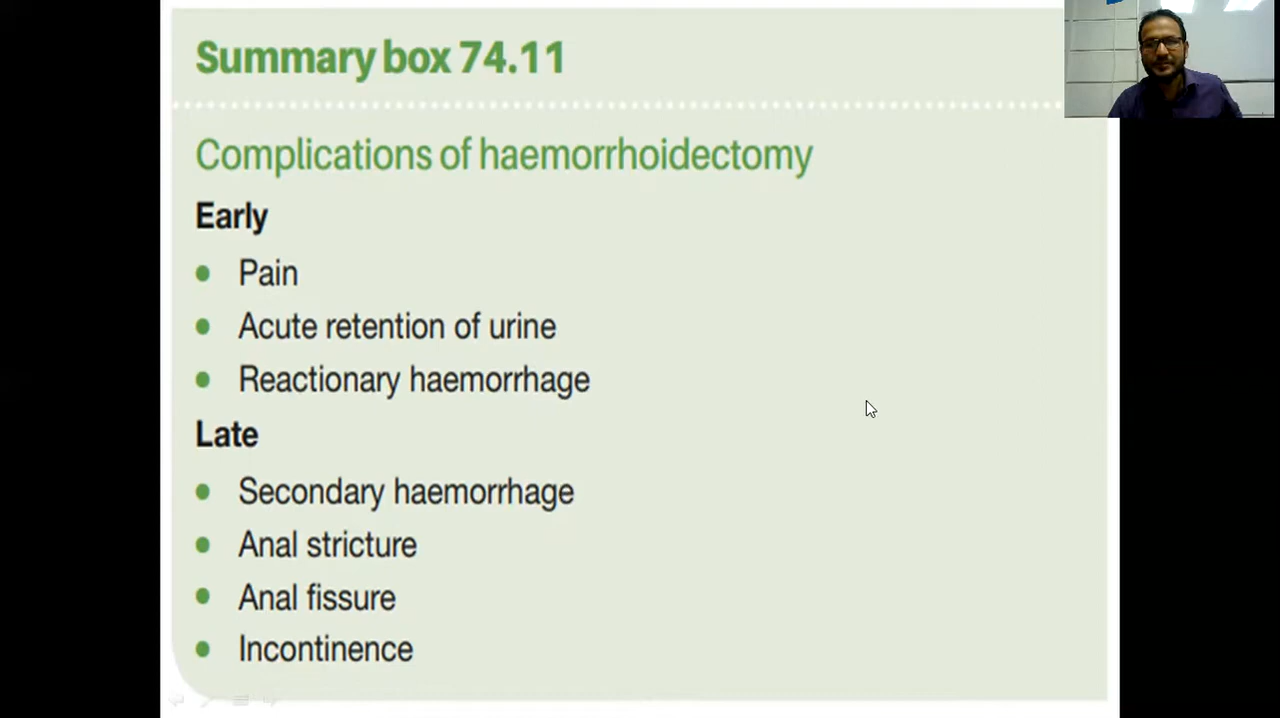 Summary box 74.11
Complications of haemorrhoidectomy
Early
Pain
Acute retention of urine
Reactionary haemorrhage
Late
Secondary haemorrhage
Anal stricture
Anal fissure
Incontinence